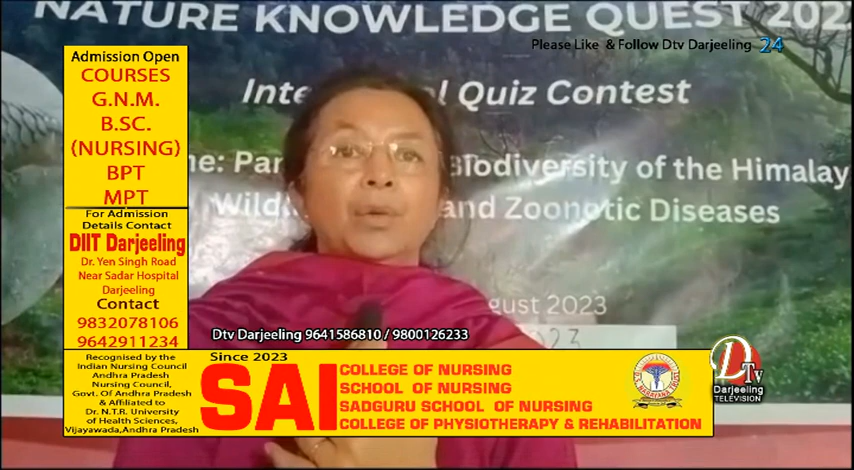 NATURE KNOWLEDGE QUEST 202
Please Like & Follow Dtv Darjeeling 24
Inte l Quiz Contest
ne: Par Biodiversity of the Himalay
Wildl and Zoonotic Diseases
gust 2023
Admission Open
COURSES
G.N.M.
B.SC.
(NURSING)
BPT
MPT
For Admission
Details Contact
DIIT Darjeeling
Dr. Yen Singh Road
Near Sadar Hospital
Darjeeling
Contact
9832078106
9642911234
Dtv Darjeeling 9641586810 / 9800126233
Recognised by the
Indian Nursing Council
Andhra Pradesh
Nursing Council,
Govt. Of Andhra Pradesh
& Affiliated to
Dr. N.T.R. University
of Health Sciences,
Vijayawada,Andhra Pradesh
Since 2023
SAI
COLLEGE OF NURSING
SCHOOL OF NURSING
SADGURU SCHOOL OF NURSING
COLLEGE OF PHYSIOTHERAPY & REHABILITATION
DTv
Darjeeling
TELEVISION